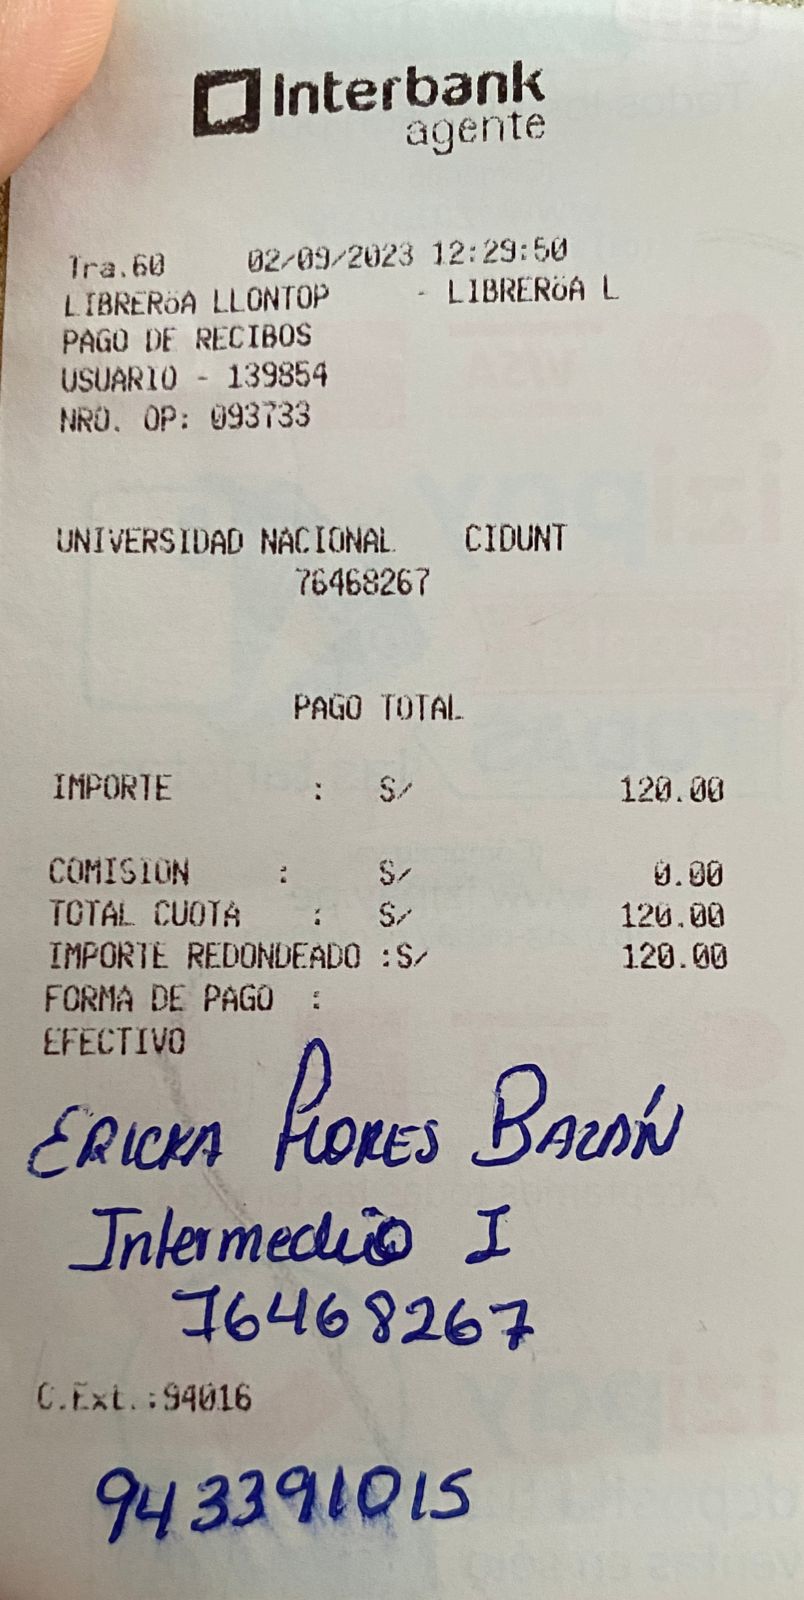 Interbank
agente
Tra.60 02/09/2023 12:29:50
LIBRERöA LLONTOP - LIBRERöA L
PAGO DE RECIBOS
USUARIO - 139854
NRO. OP: 093733
UNIVERSIDAD NACIONAL CIDUNT
76468267
PAGO TOTAL
IMPORTE : S/ 120.00
COMISION : S/ 0.00
TOTAL CUOTA : S/ 120.00
IMPORTE REDONDEADO :S/ 120.00
FORMA DE PAGO :
EFECTIVO
ERICKA FLORES BAZÁN
Intermedio I
76468267
C.Ext.:94016
943391015